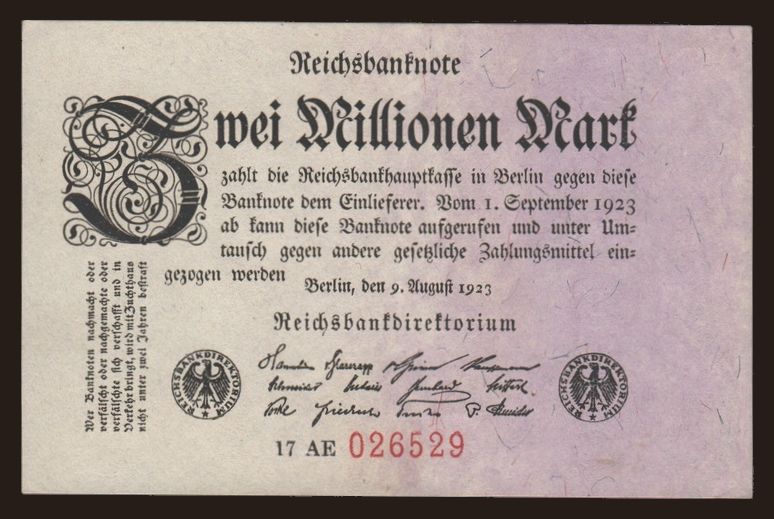 Reichsbanknote
Zwei Millionen Mark
zahlt die Reichsbankhauptkasse in Berlin gegen diese
Banknote dem Einlieferer. Vom 1. September 1923
ab kann diese Banknote aufgerufen und unter Um-
tausch gegen andere gesetzliche Zahlungsmittel ein-
gezogen werden
Berlin, den 9. August 1923
Reichsbankdirektorium
Wer Banknoten nachmacht oder
verfälscht oder nachgemachte oder
verfälschte sich verschafft und in
Verkehr bringt, wird mit Zuchthaus
nicht unter zwei Jahren bestraft
REICHSBANKDIREKTORIUM
REICHSBANKDIREKTORIUM
17 AE 026529